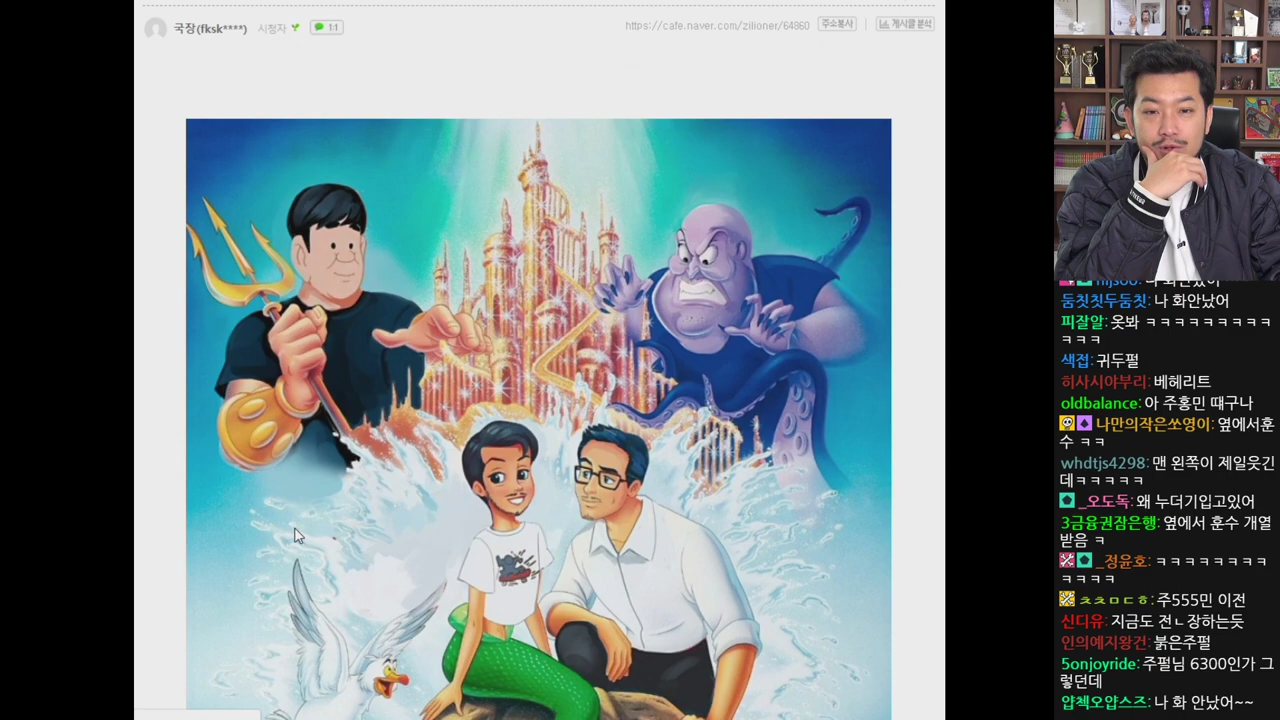 국장(fksk****) 시청자 1:1
https://cafe.naver.com/zilioner/64860 주소복사 게시글 분석
둠칫칫두둠칫: 나 화안났어
피잘알: 옷봐 ㅋㅋㅋㅋㅋㅋㅋㅋㅋ
ㅋㅋㅋ
색접: 귀두펄
히사시아부리: 베헤리트
oldbalance: 아 주홍민 때구나
나만의작은쏘영이: 옆에서훈
수 ㅋㅋ
whdtjs4298: 맨 왼쪽이 제일웃긴
데ㅋㅋㅋㅋㅋ
_오도독: 왜 누더기입고있어
3금융권잠은행: 옆에서 훈수 개열
받음 ㅋ
_정윤호: ㅋㅋㅋㅋㅋㅋㅋㅋ
ㅋㅋㅋㅋ
ㅊㅊㅁㄷㅎ: 주555민 이전
신디유: 지금도 전ㄴ장하는듯
인의예지왕건: 붉은주펄
5onjoyride: 주펄님 6300인가 그
렇던데
얍첵오얍스즈: 나 화 안났어~~